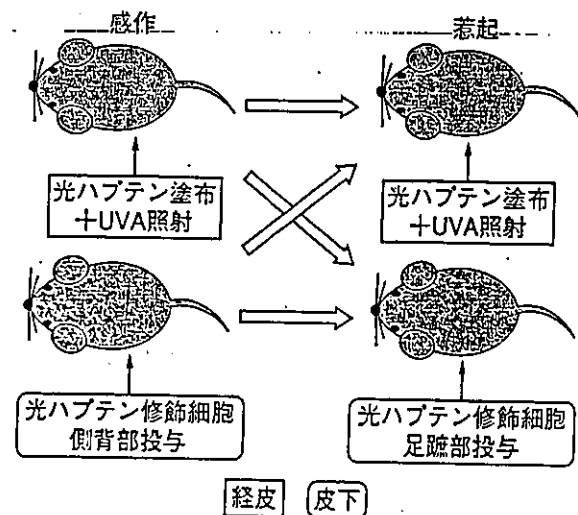 感作
惹起
光ハプテン塗布
+UVA照射
光ハプテン塗布
+UVA照射
光ハプテン修飾細胞
側背部投与
光ハプテン修飾細胞
足蹠部投与
経皮
皮下